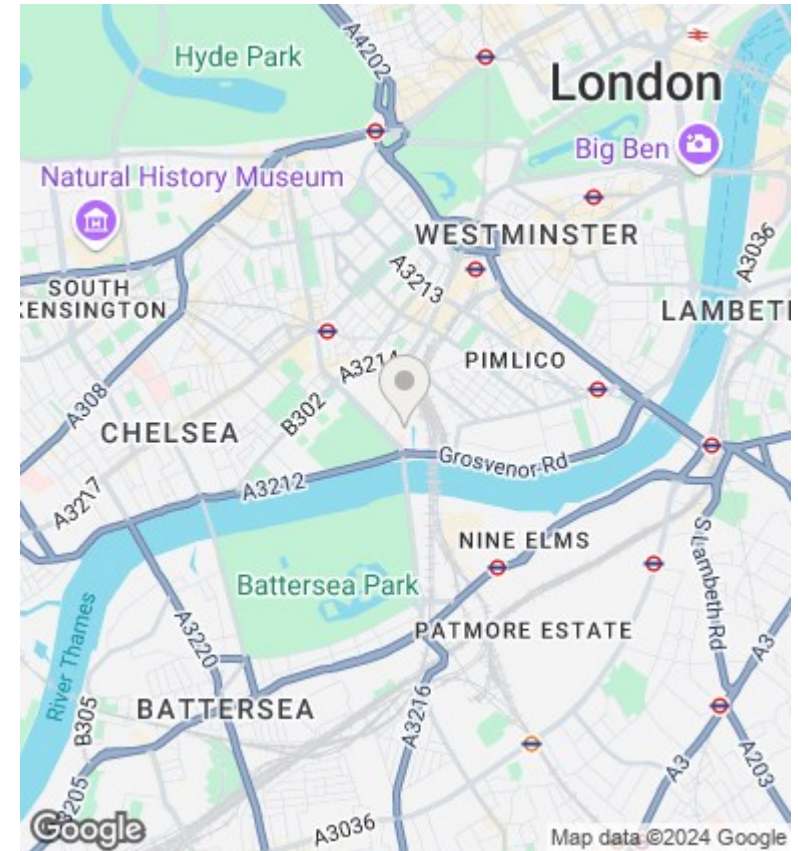 Hyde Park
A4202
London
Big Ben
Natural History Museum
WESTMINSTER
A3036
SOUTH
KENSINGTON
A3213
LAMBETH
PIMLICO
A3214
A308
B302
CHELSEA
Grosvenor Rd
A3212
A3217
NINE ELMS
S Lambeth Rd
Battersea Park
River Thames
A3220
PATMORE ESTATE
A3
B305
BATTERSEA
A3216
A3205
A3
A203
A3036
Google
Map data ©2024 Google